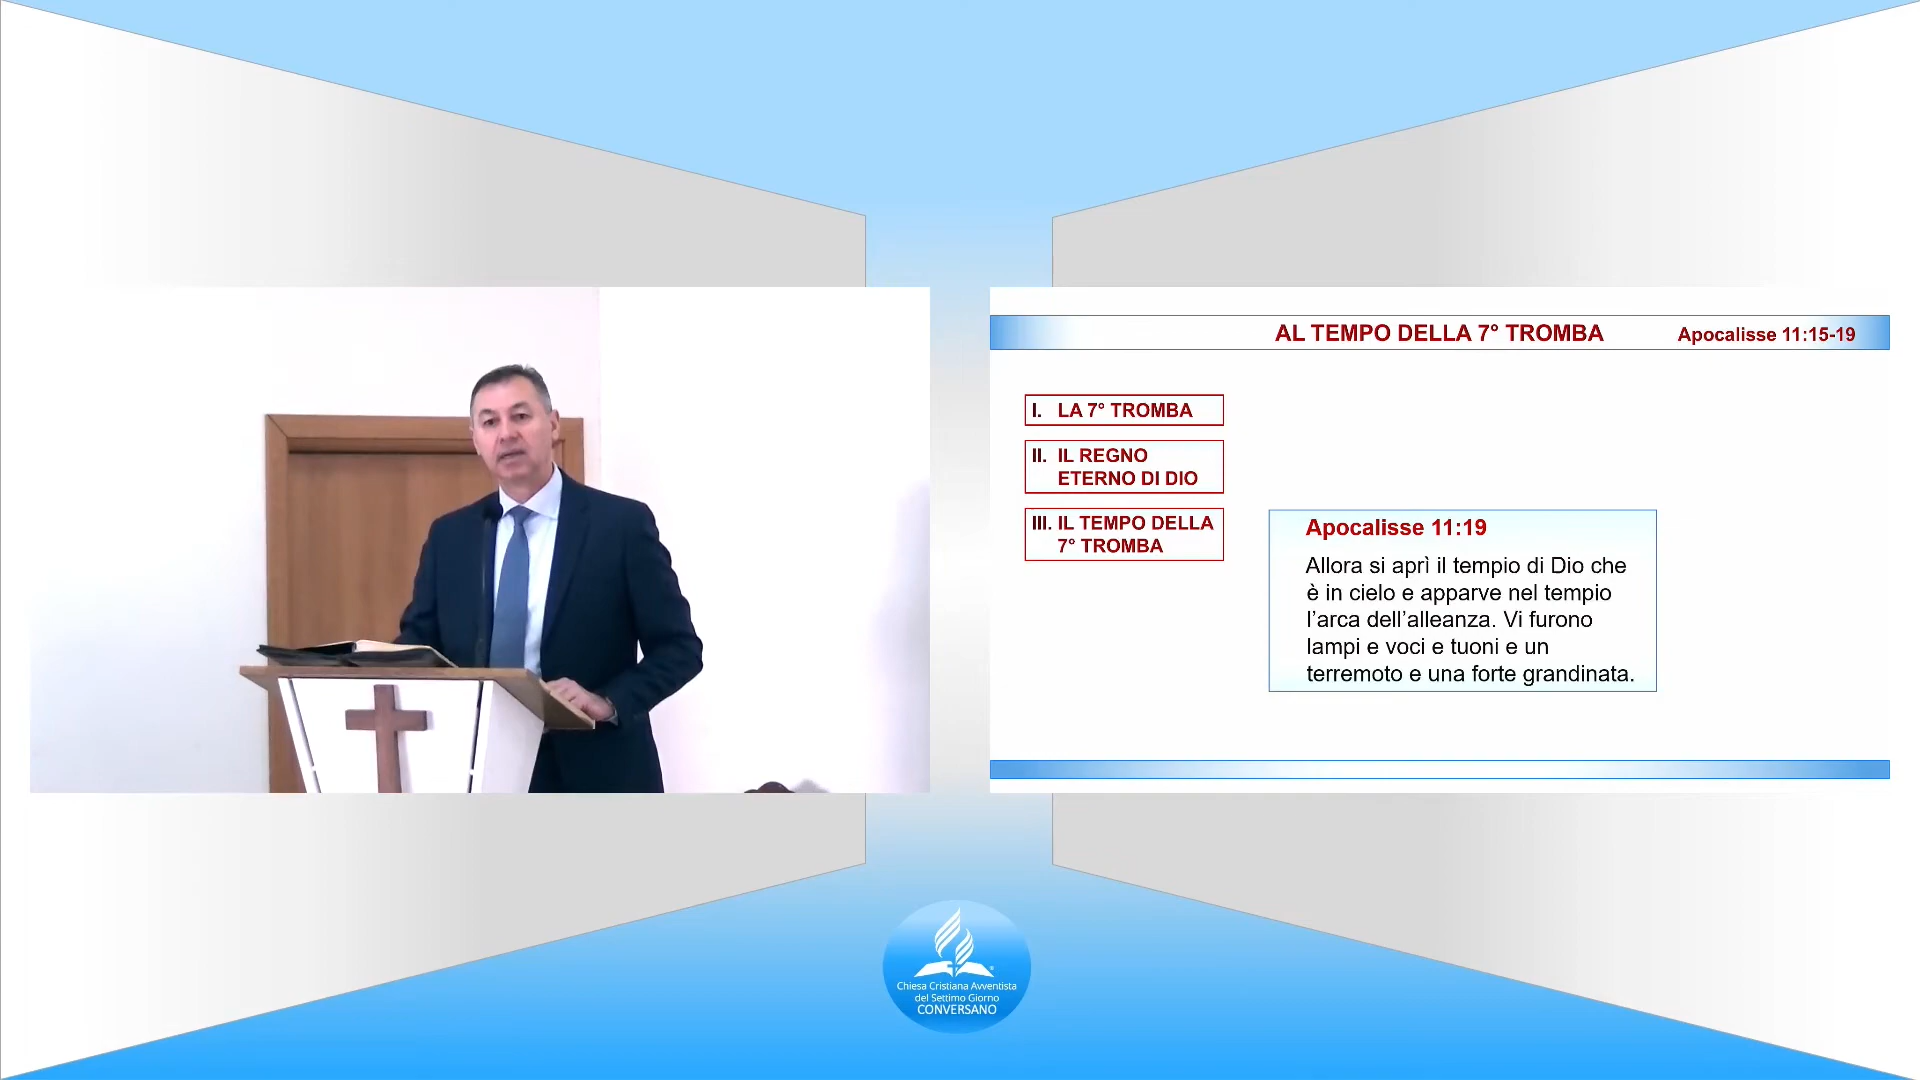 AL TEMPO DELLA 7° TROMBA
Apocalisse 11:15-19
I. LA 7° TROMBA
II. IL REGNO
ETERNO DI DIO
III. IL TEMPO DELLA
7° TROMBA
Apocalisse 11:19
Allora si aprì il tempio di Dio che
è in cielo e apparve nel tempio
l’arca dell’alleanza. Vi furono
lampi e voci e tuoni e un
terremoto e una forte grandinata.
Chiesa Cristiana Avventista
del Settimo Giorno
CONVERSANO